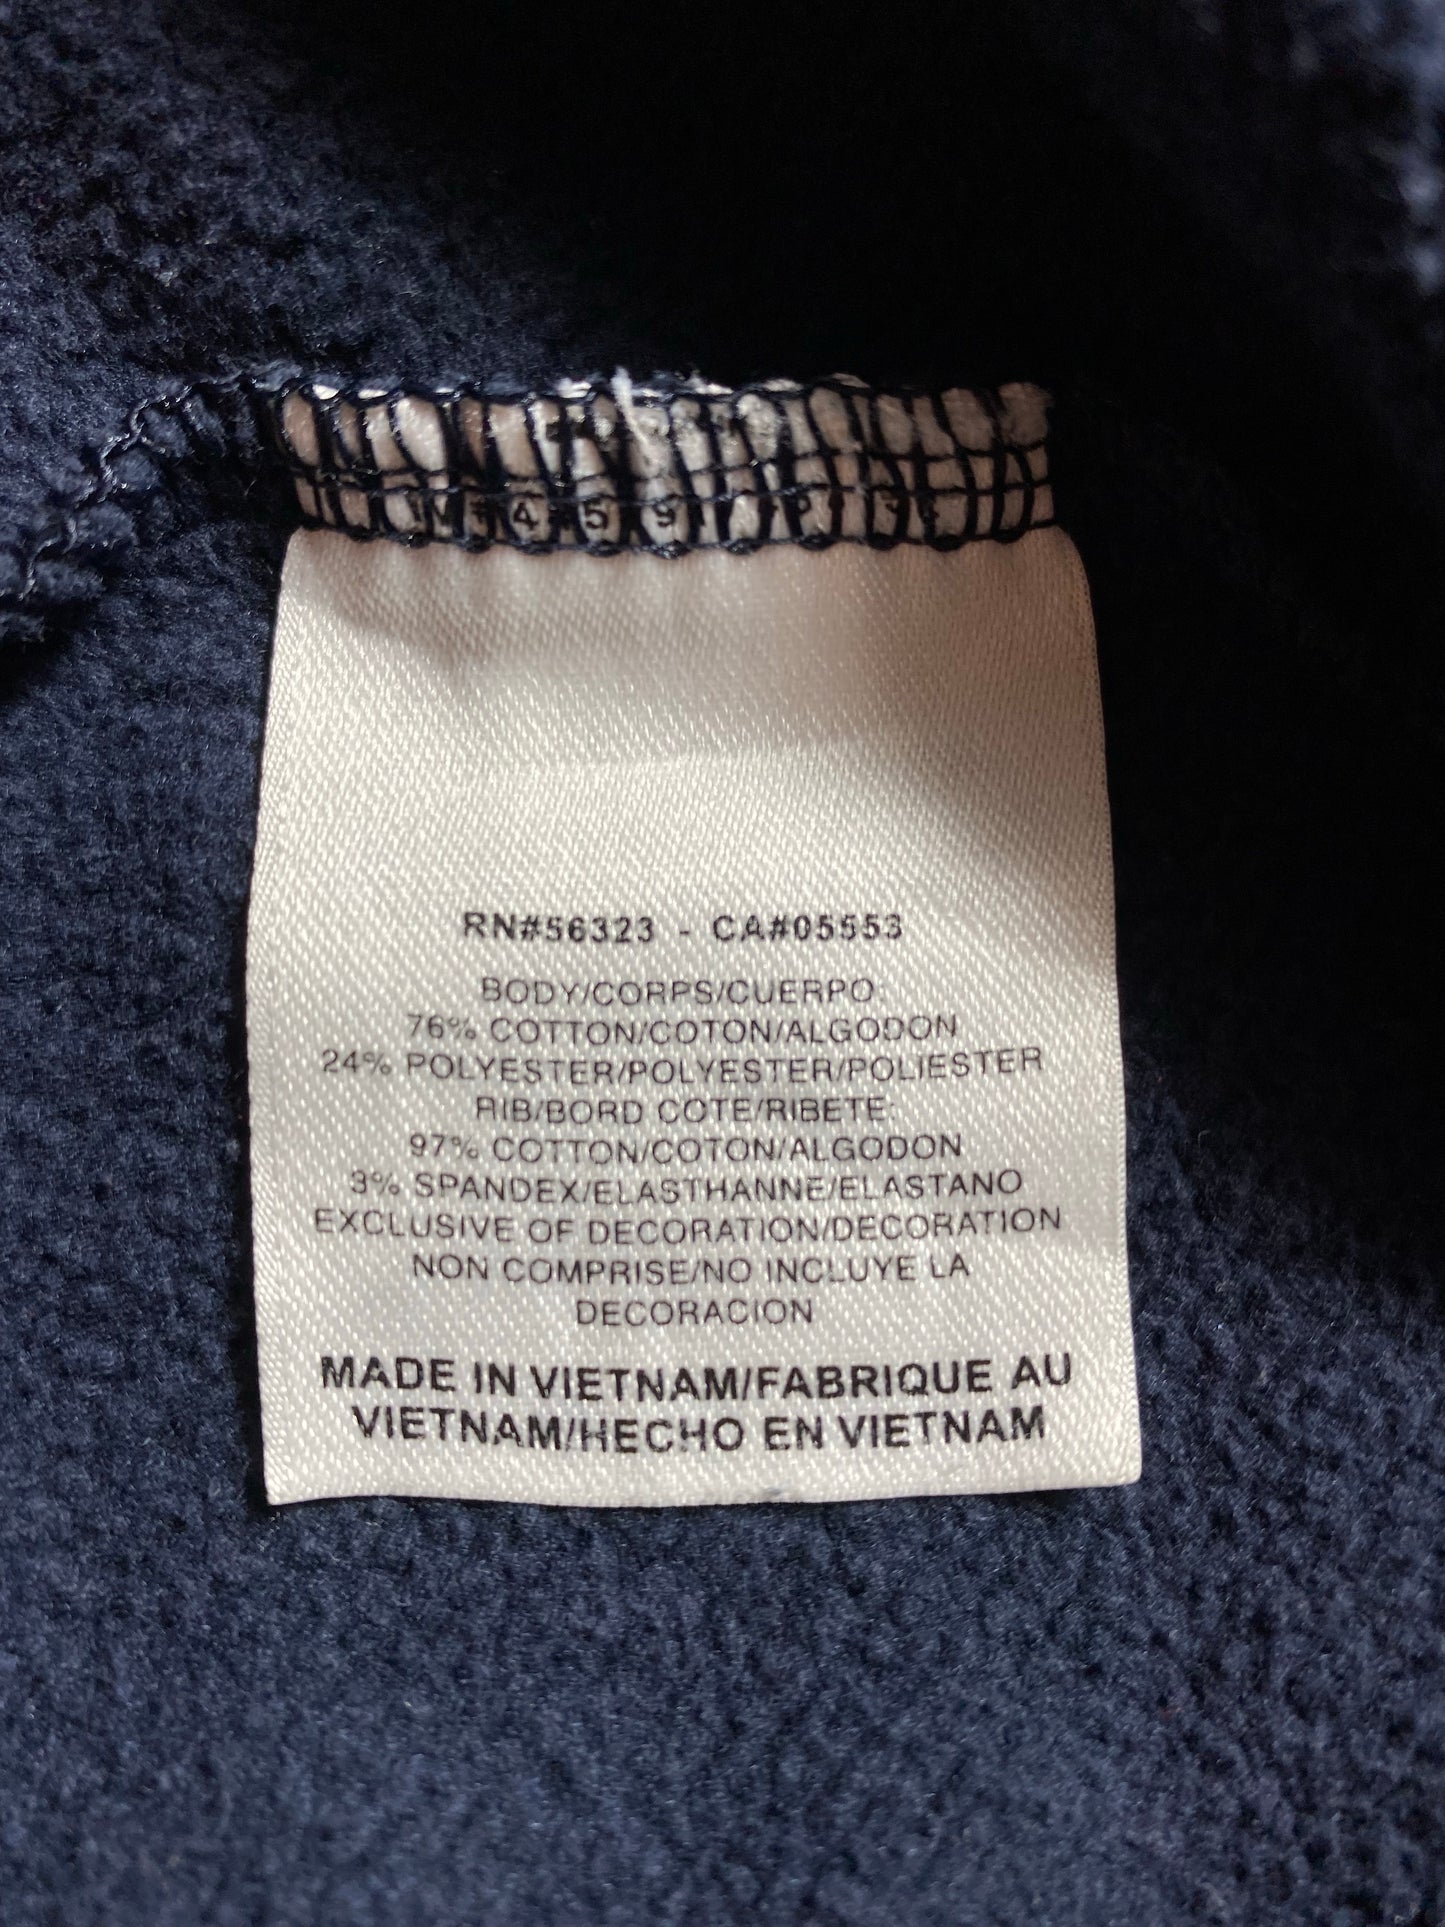 RN#56323 - CA#05553
BODY/CORPS/CUERPO:
76% COTTON/COTON/ALGODON
24% POLYESTER/POLYESTER/POLIESTER
RIB/BORD COTE/RIBETE:
97% COTTON/COTON/ALGODON
3% SPANDEX/ELASTHANNE/ELASTANO
EXCLUSIVE OF DECORATION/DECORATION
NON COMPRISE/NO INCLUYE LA
DECORACION
MADE IN VIETNAM/FABRIQUE AU
VIETNAM/HECHO EN VIETNAM